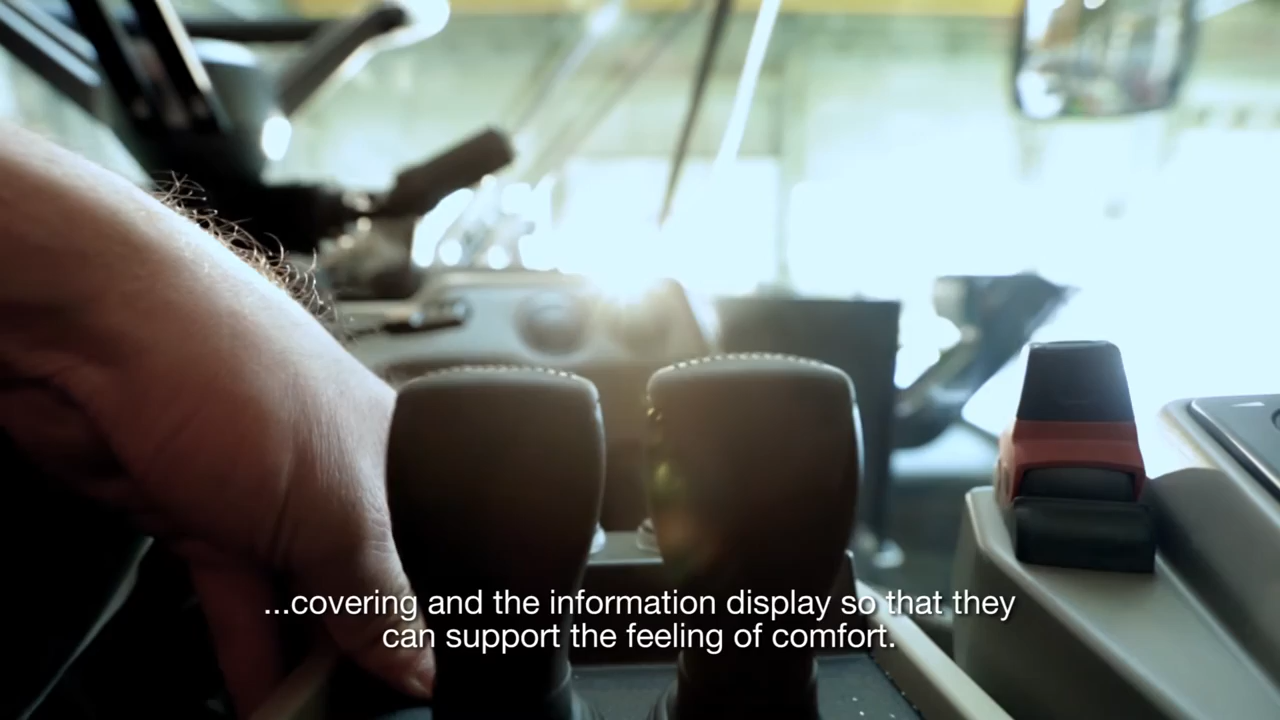 ...covering and the information display so that they
can support the feeling of comfort.